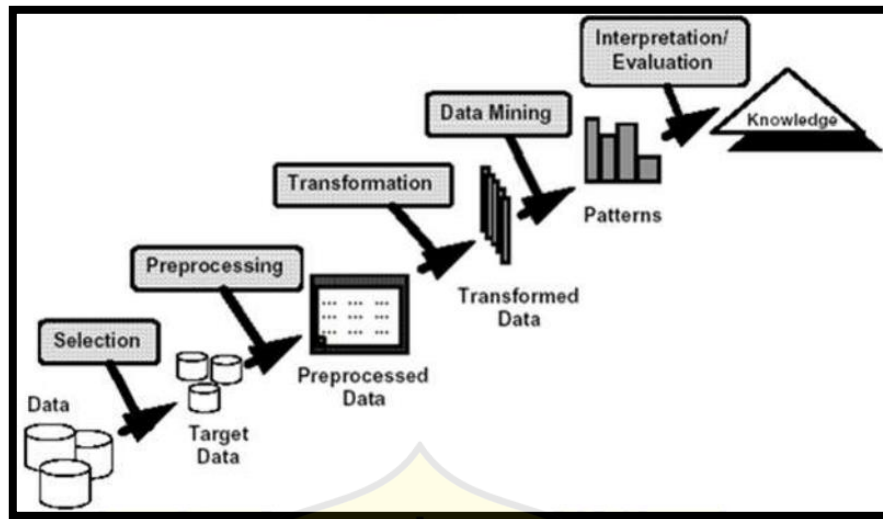 Interpretation/
Evaluation
Knowledge
Data Mining
Patterns
Transformation
Transformed
Data
Preprocessing
Preprocessed
Data
Selection
Target
Data
Data